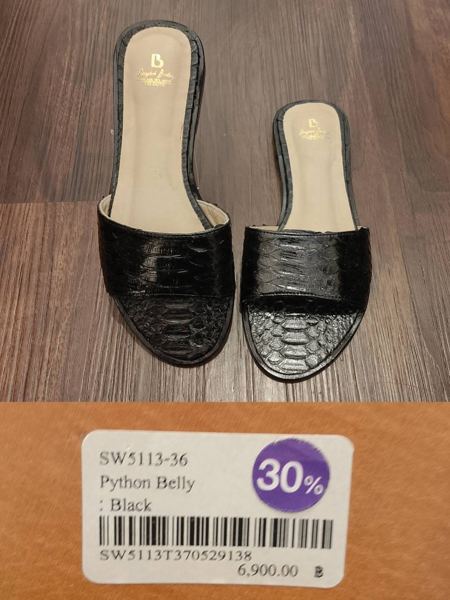 B
B
SW5113-36
30%
Python Belly
: Black
SW5113T370529138
6,900.00 B